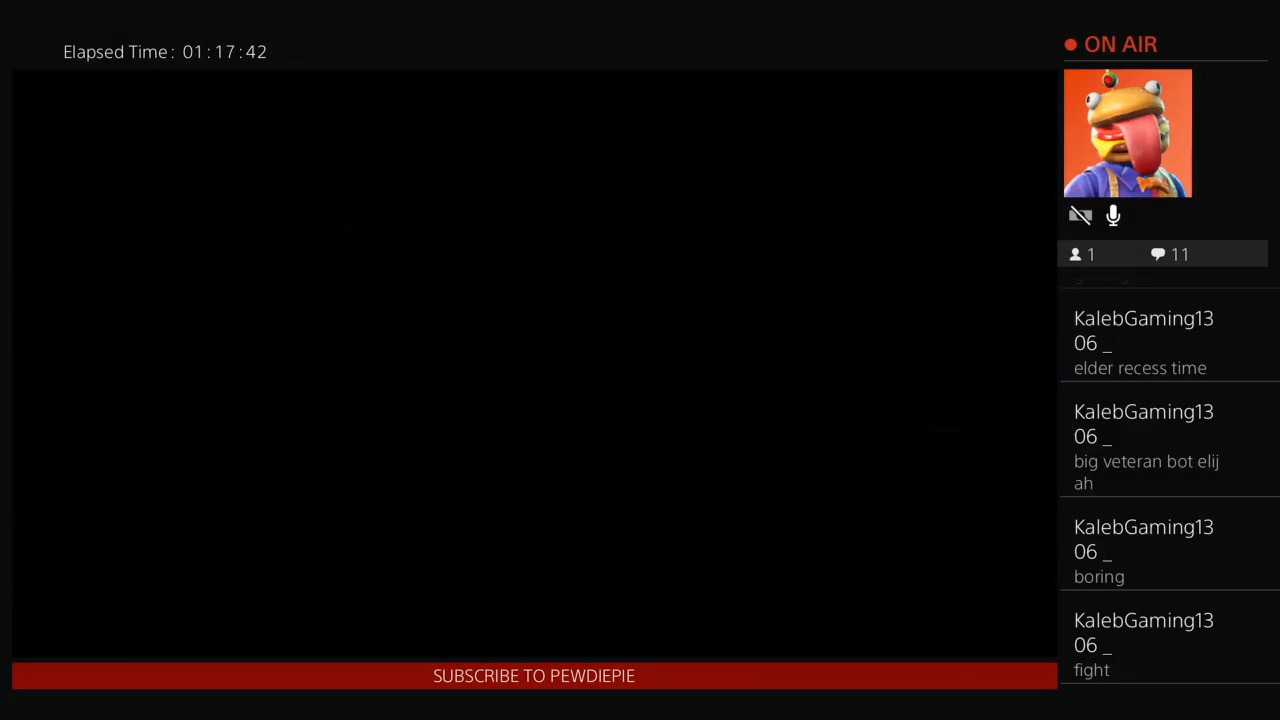 Elapsed Time: 01:17:42
ON AIR
1 11
KalebGaming13
06 _
elder recess time
KalebGaming13
06 _
big veteran bot elij
ah
KalebGaming13
06 _
boring
KalebGaming13
06 _
fight
SUBSCRIBE TO PEWDIEPIE